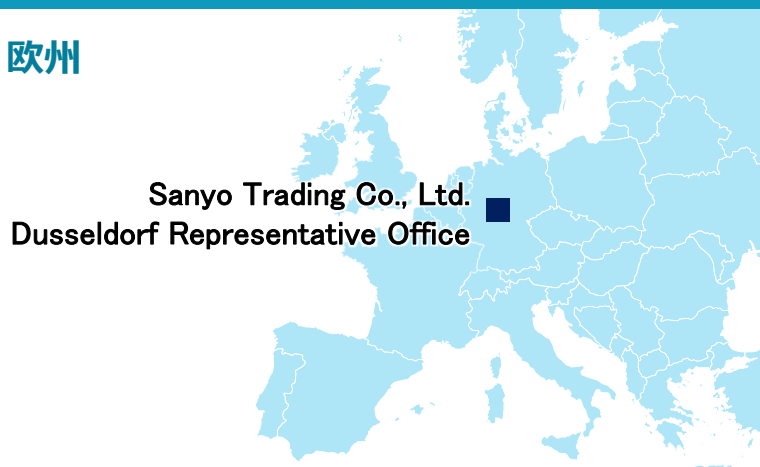 欧州
Sanyo Trading Co., Ltd.
Dusseldorf Representative Office